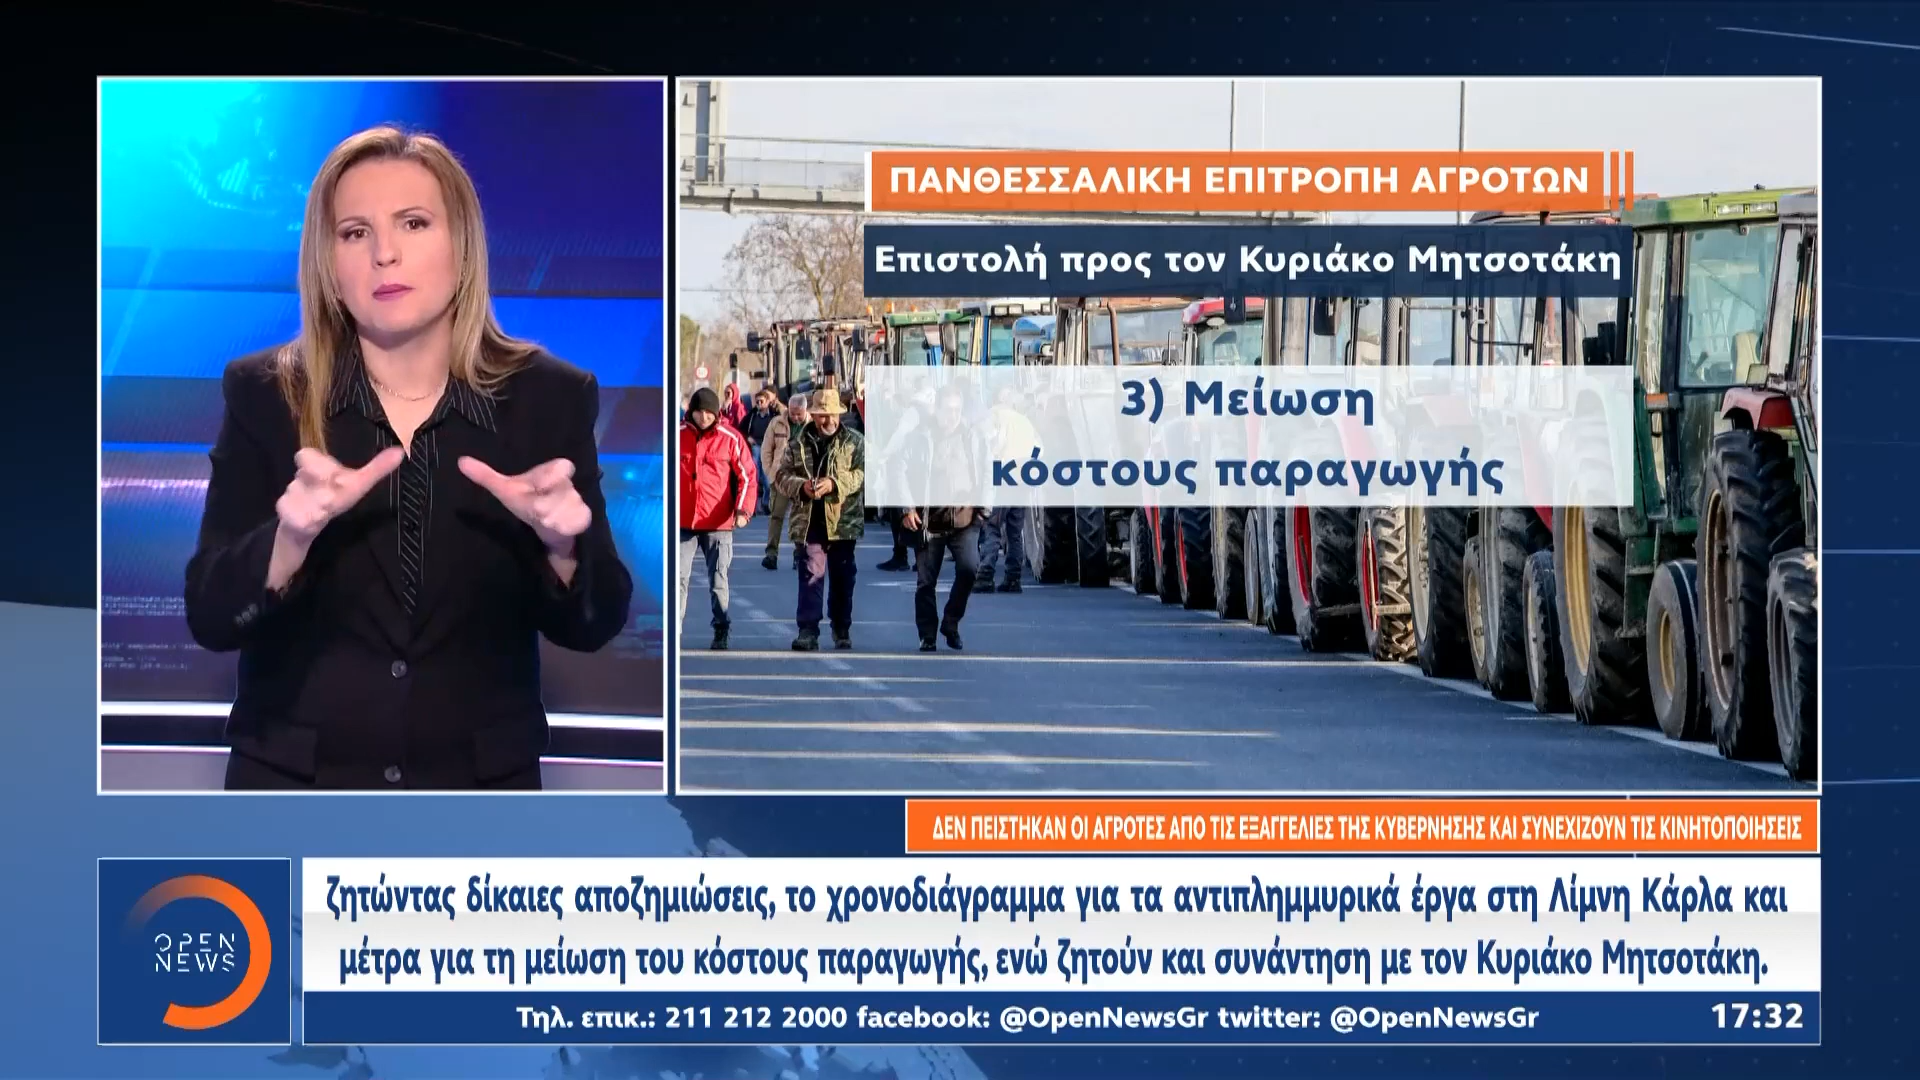 ΠΑΝΘΕΣΣΑΛΙΚΗ ΕΠΙΤΡΟΠΗ ΑΓΡΟΤΩΝ
Επιστολή προς τον Κυριάκο Μητσοτάκη
3) Μείωση
κόστους παραγωγής
ΔΕΝ ΠΕΙΣΤΗΚΑΝ ΟΙ ΑΓΡΟΤΕΣ ΑΠΟ ΤΙΣ ΕΞΑΓΓΕΛΙΕΣ ΤΗΣ ΚΥΒΕΡΝΗΣΗΣ ΚΑΙ ΣΥΝΕΧΙΖΟΥΝ ΤΙΣ ΚΙΝΗΤΟΠΟΙΗΣΕΙΣ
ζητώντας δίκαιες αποζημιώσεις, το χρονοδιάγραμμα για τα αντιπλημμυρικά έργα στη Λίμνη Κάρλα και
μέτρα για τη μείωση του κόστους παραγωγής, ενώ ζητούν και συνάντηση με τον Κυριάκο Μητσοτάκη.
OPEN
NEWS
Τηλ. επικ.: 211 212 2000 facebook: @OpenNewsGr twitter: @OpenNewsGr
17:32